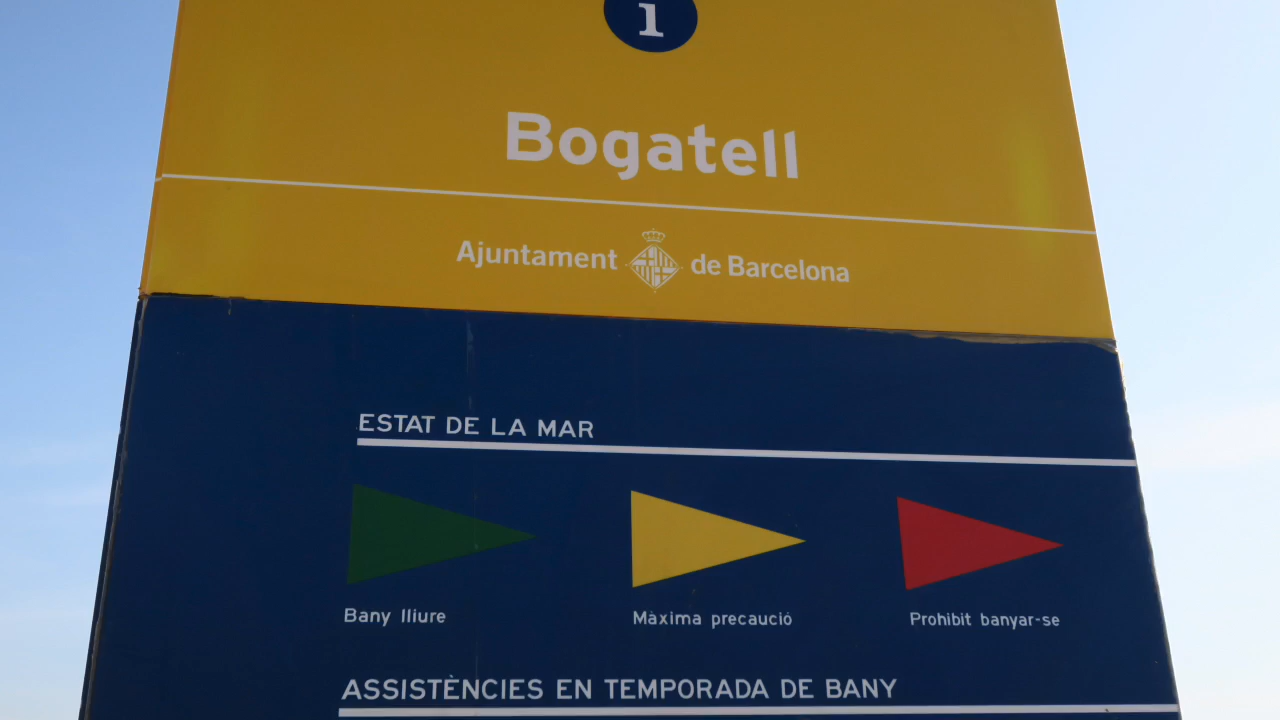 i
Bogatell
Ajuntament de Barcelona
ESTAT DE LA MAR
Bany lliure
Màxima precaució
Prohibit banyar-se
ASSISTÈNCIES EN TEMPORADA DE BANY